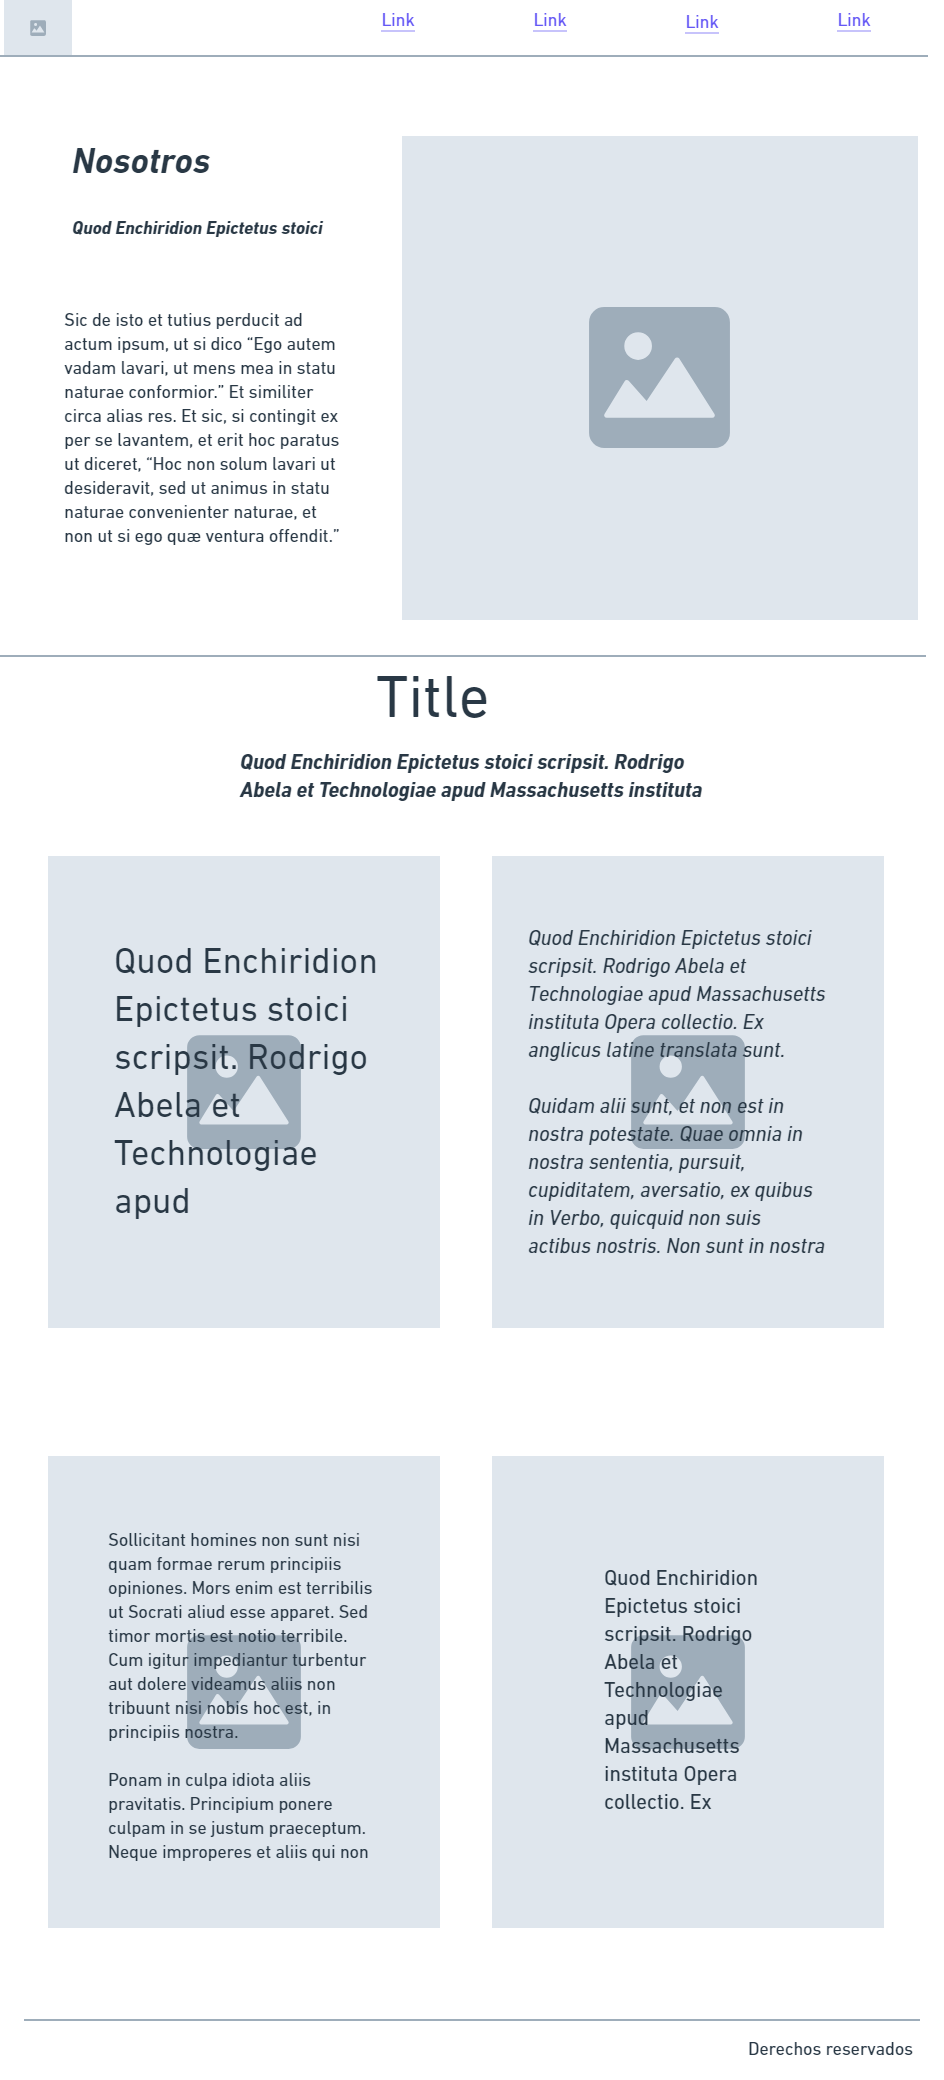 Link Link Link Link
Nosotros
Quod Enchiridion Epictetus stoici
Sic de isto et tutius perducit ad
actum ipsum, ut si dico “Ego autem
vadam lavari, ut mens mea in statu
naturae conformior.” Et similiter
circa alias res. Et sic, si contingit ex
per se lavantem, et erit hoc paratus
ut diceret, “Hoc non solum lavari ut
desideravit, sed ut animus in statu
naturae convenienter naturae, et
non ut si ego quæ ventura offendit.”
Title
Quod Enchiridion Epictetus stoici scripsit. Rodrigo
Abela et Technologiae apud Massachusetts instituta
Quod Enchiridion
Epictetus stoici
scripsit. Rodrigo
Abela et
Technologiae
apud
Quod Enchiridion Epictetus stoici
scripsit. Rodrigo Abela et
Technologiae apud Massachusetts
instituta Opera collectio. Ex
anglicus latine translata sunt.
Quidam alii sunt, et non est in
nostra potestate. Quae omnia in
nostra sententia, pursuit,
cupiditatem, aversatio, ex quibus
in Verbo, quicquid non suis
actibus nostris. Non sunt in nostra
Sollicitant homines non sunt nisi
quam formae rerum principiis
opiniones. Mors enim est terribilis
ut Socrati aliud esse apparet. Sed
timor mortis est notio terribile.
Cum igitur impediantur turbentur
aut dolere videamus aliis non
tribuunt nisi nobis hoc est, in
principiis nostra.
Ponam in culpa idiota aliis
pravitatis. Principium ponere
culpam in se justum praeceptum.
Neque improperes et aliis qui non
Quod Enchiridion
Epictetus stoici
scripsit. Rodrigo
Abela et
Technologiae
apud
Massachusetts
instituta Opera
collectio. Ex
Derechos reservados